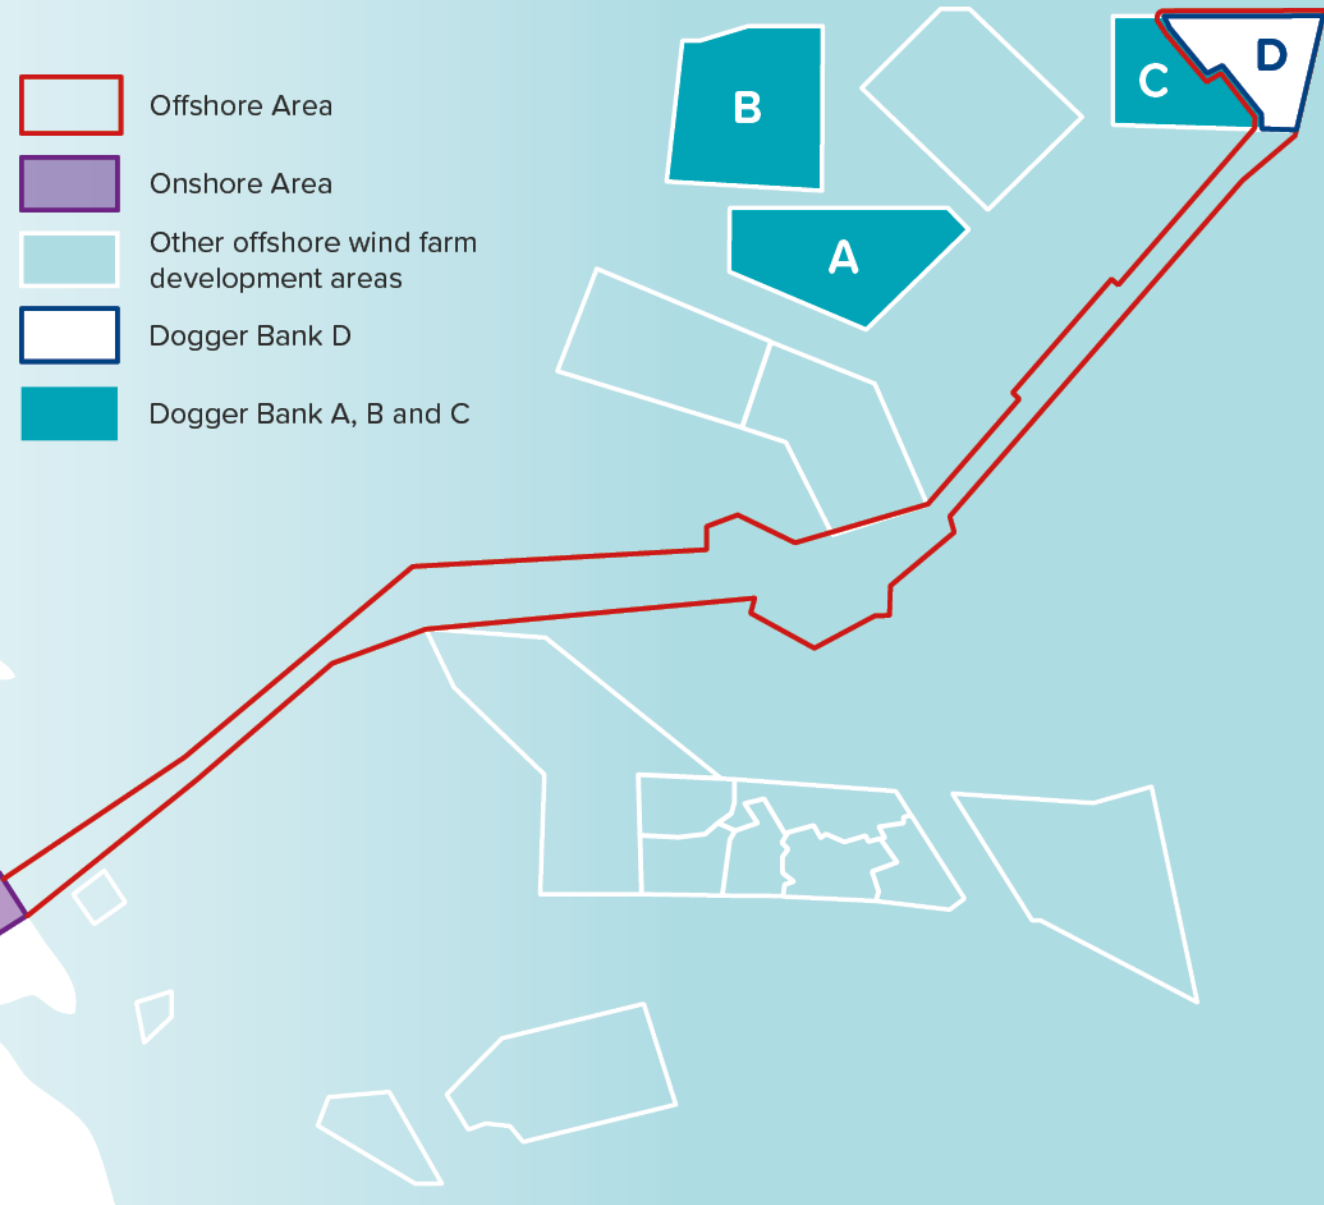 Offshore Area
Onshore Area
Other offshore wind farm
development areas
Dogger Bank D
Dogger Bank A, B and C
B
A
C
D